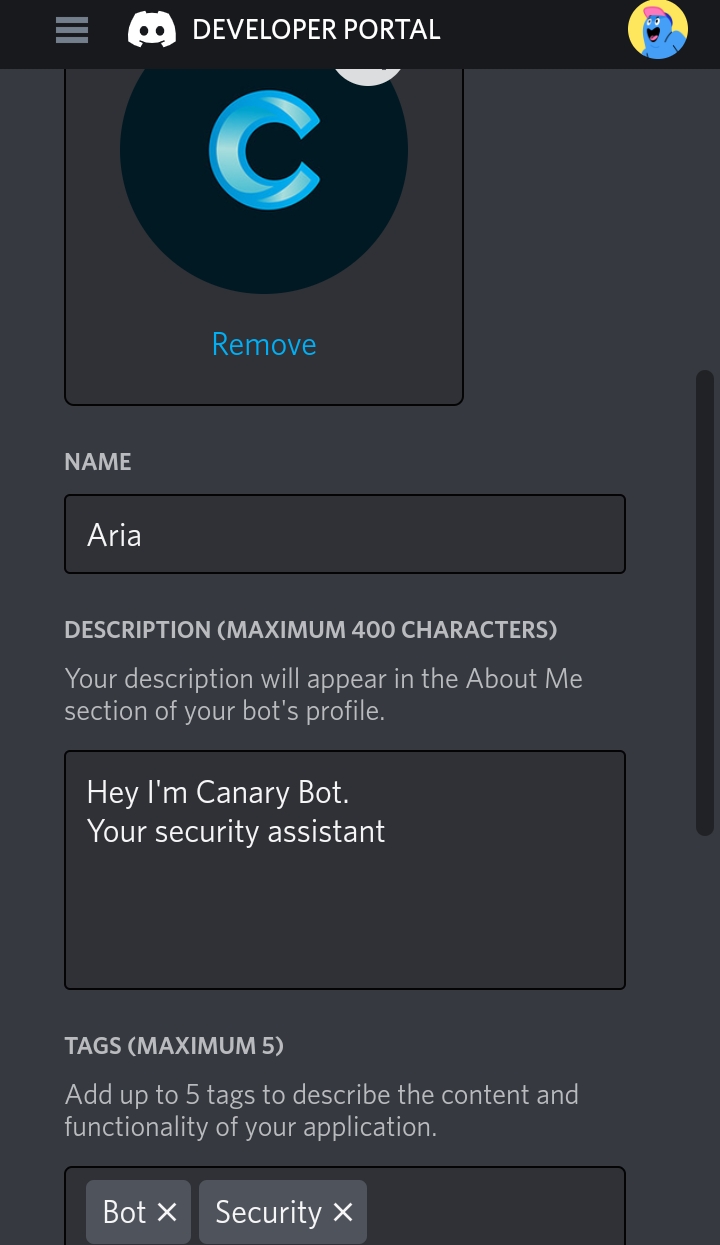 DEVELOPER PORTAL
C
Remove
NAME
Aria
DESCRIPTION (MAXIMUM 400 CHARACTERS)
Your description will appear in the About Me
section of your bot's profile.
Hey I'm Canary Bot.
Your security assistant
TAGS (MAXIMUM 5)
Add up to 5 tags to describe the content and
functionality of your application.
Bot × Security ×